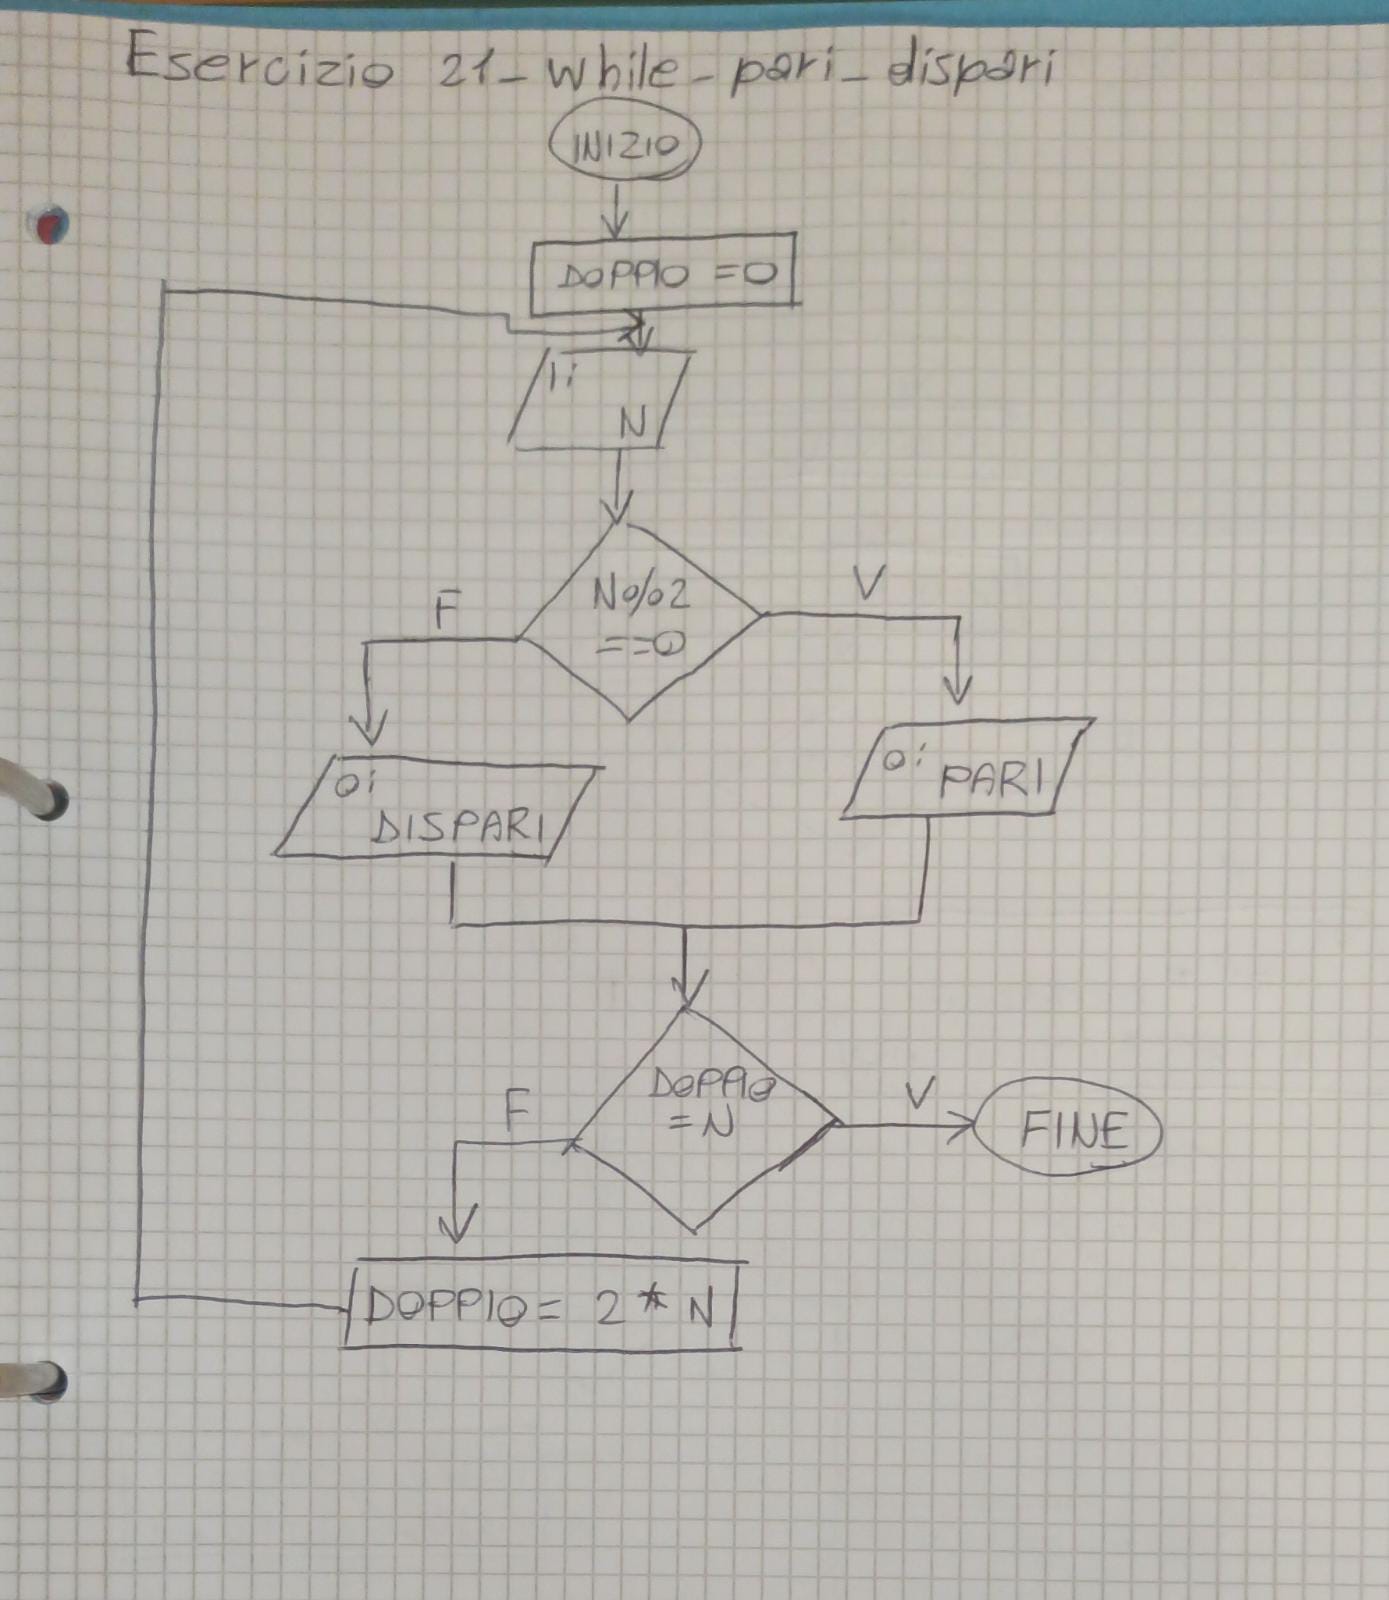 Esercizio 21_while_pari_dispari
INIZIO
DOPPIO = 0
I:
N
N%2
==0
F
V
O:
DISPARI
O:
PARI
DOPPIO
= N
F
V
FINE
DOPPIO = 2 * N